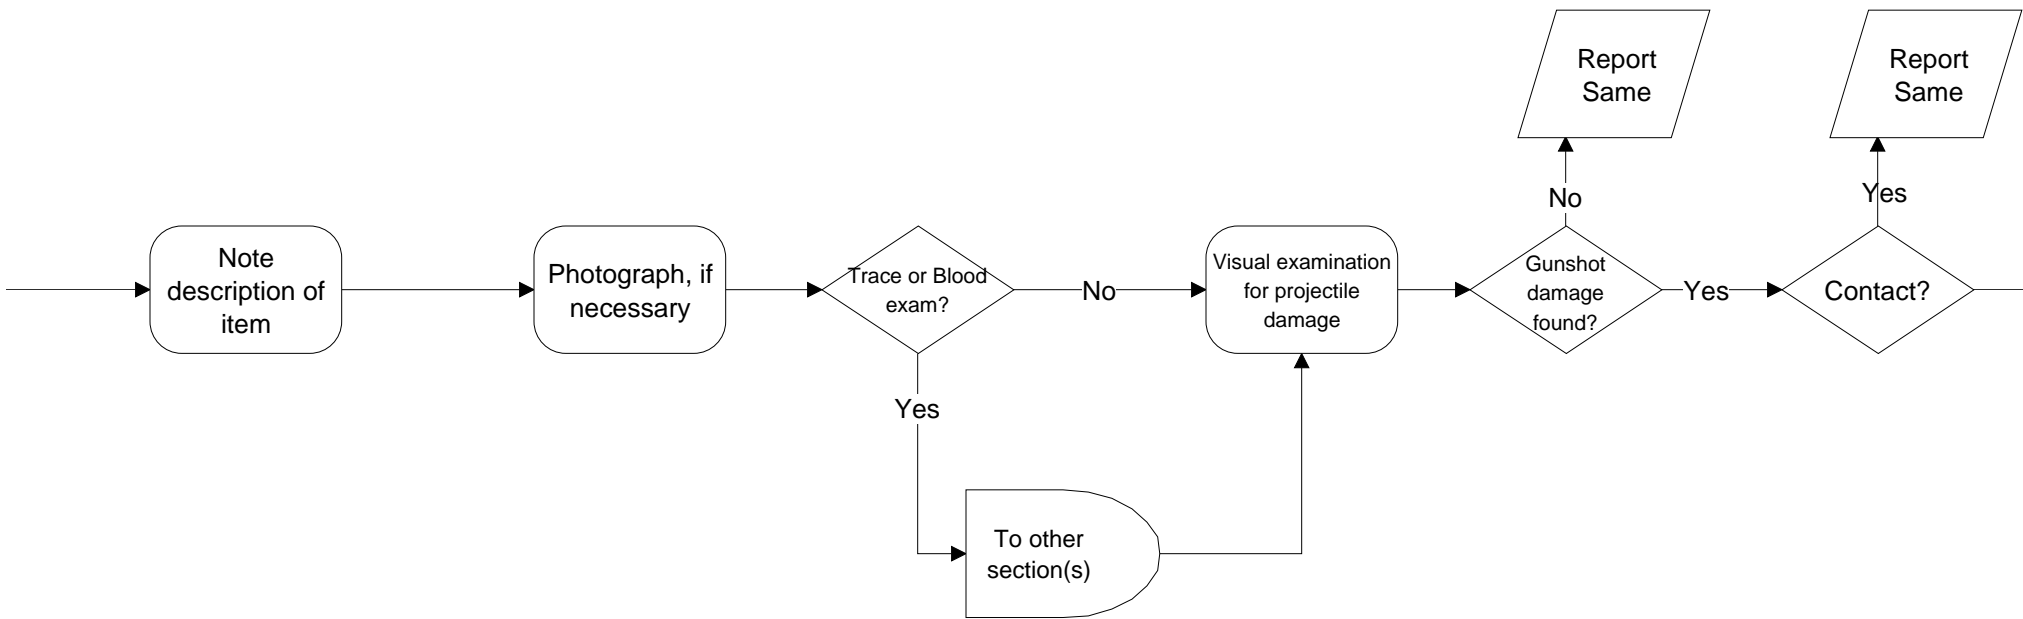 Note
description of
item
Photograph, if
necessary
Trace or Blood
exam?
No
Yes
To other
section(s)
Visual examination
for projectile
damage
Gunshot
damage
found?
No
Report
Same
Yes
Contact?
Yes
Report
Same